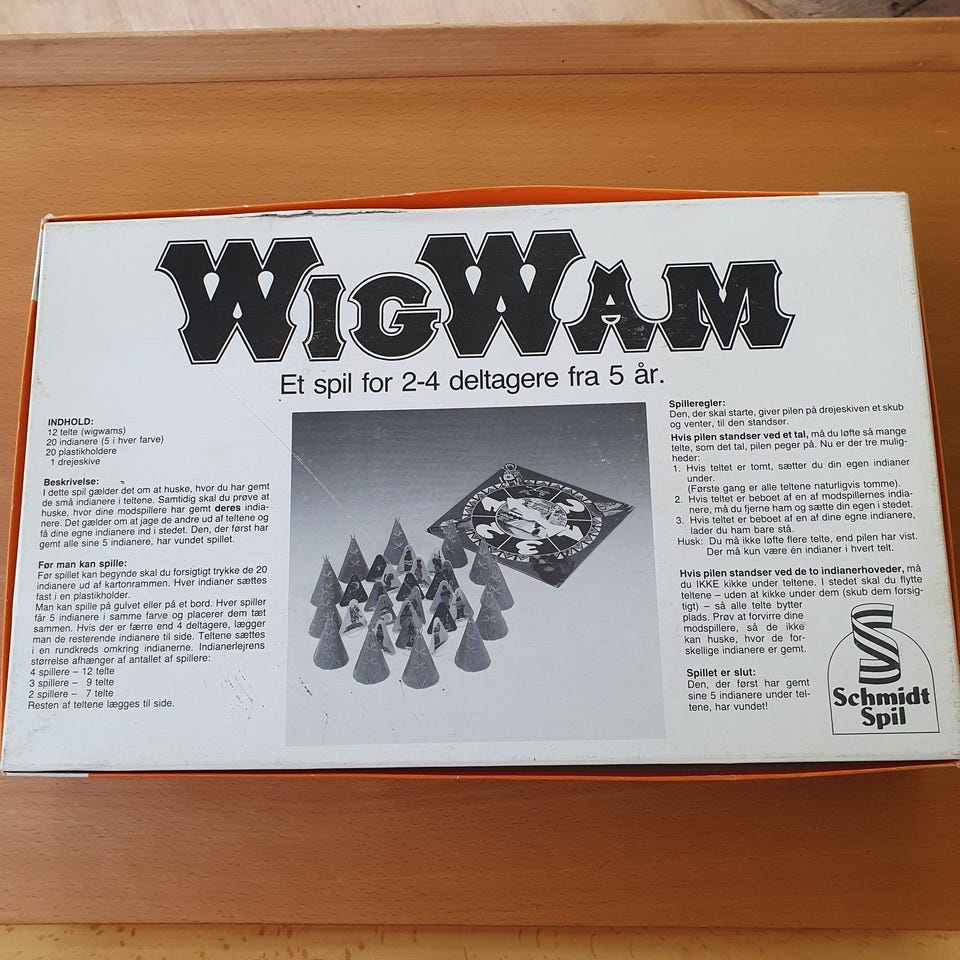 WIGWAM
Et spil for 2-4 deltagere fra 5 år.
INDHOLD:
12 telte (wigwams)
20 indianere (5 i hver farve)
20 plastikholdere
1 drejeskive
Beskrivelse:
I dette spil gælder det om at huske, hvor du har gemt
de små indianere i teltene. Samtidig skal du prøve at
huske, hvor dine modspillere har gemt deres india-
nere. Det gælder om at jage de andre ud af teltene og
få dine egne indianere ind i stedet. Den, der først har
gemt alle sine 5 indianere, har vundet spillet.
Før man kan spille:
Før spillet kan begynde skal du forsigtigt trykke de 20
indianere ud af kartonrammen. Hver indianer sættes
fast i en plastikholder.
Man kan spille på gulvet eller på et bord. Hver spiller
får 5 indianere i samme farve og placerer dem tæt
sammen. Hvis der er færre end 4 deltagere, lægger
man de resterende indianere til side. Teltene sættes
i en rundkreds omkring indianerne. Indianerlejrens
størrelse afhænger af antallet af spillere:
4 spillere – 12 telte
3 spillere – 9 telte
2 spillere – 7 telte
Resten af teltene lægges til side.
Spilleregler:
Den, der skal starte, giver pilen på drejeskiven et skub
og venter, til den standser.
Hvis pilen standser ved et tal, må du løfte så mange
telte, som det tal, pilen peger på. Nu er der tre mulig-
heder:
1. Hvis teltet er tomt, sætter du din egen indianer
under.
(Første gang er alle teltene naturligvis tomme).
2. Hvis teltet er beboet af en af modspillernes india-
nere, må du fjerne ham og sætte din egen i stedet.
3. Hvis teltet er beboet af en af dine egne indianere,
lader du ham bare stå.
Husk: Du må ikke løfte flere telte, end pilen har vist.
Der må kun være én indianer i hvert telt.
Hvis pilen standser ved de to indianerhoveder, må
du IKKE kikke under teltene. I stedet skal du flytte
teltene – uden at kikke under dem (skub dem forsig-
tigt) – så alle telte bytter
plads. Prøv at forvirre dine
modspillere, så de ikke
kan huske, hvor de for-
skellige indianere er gemt.
Spillet er slut:
Den, der først har gemt
sine 5 indianere under tel-
tene, har vundet!
Schmidt
Spil